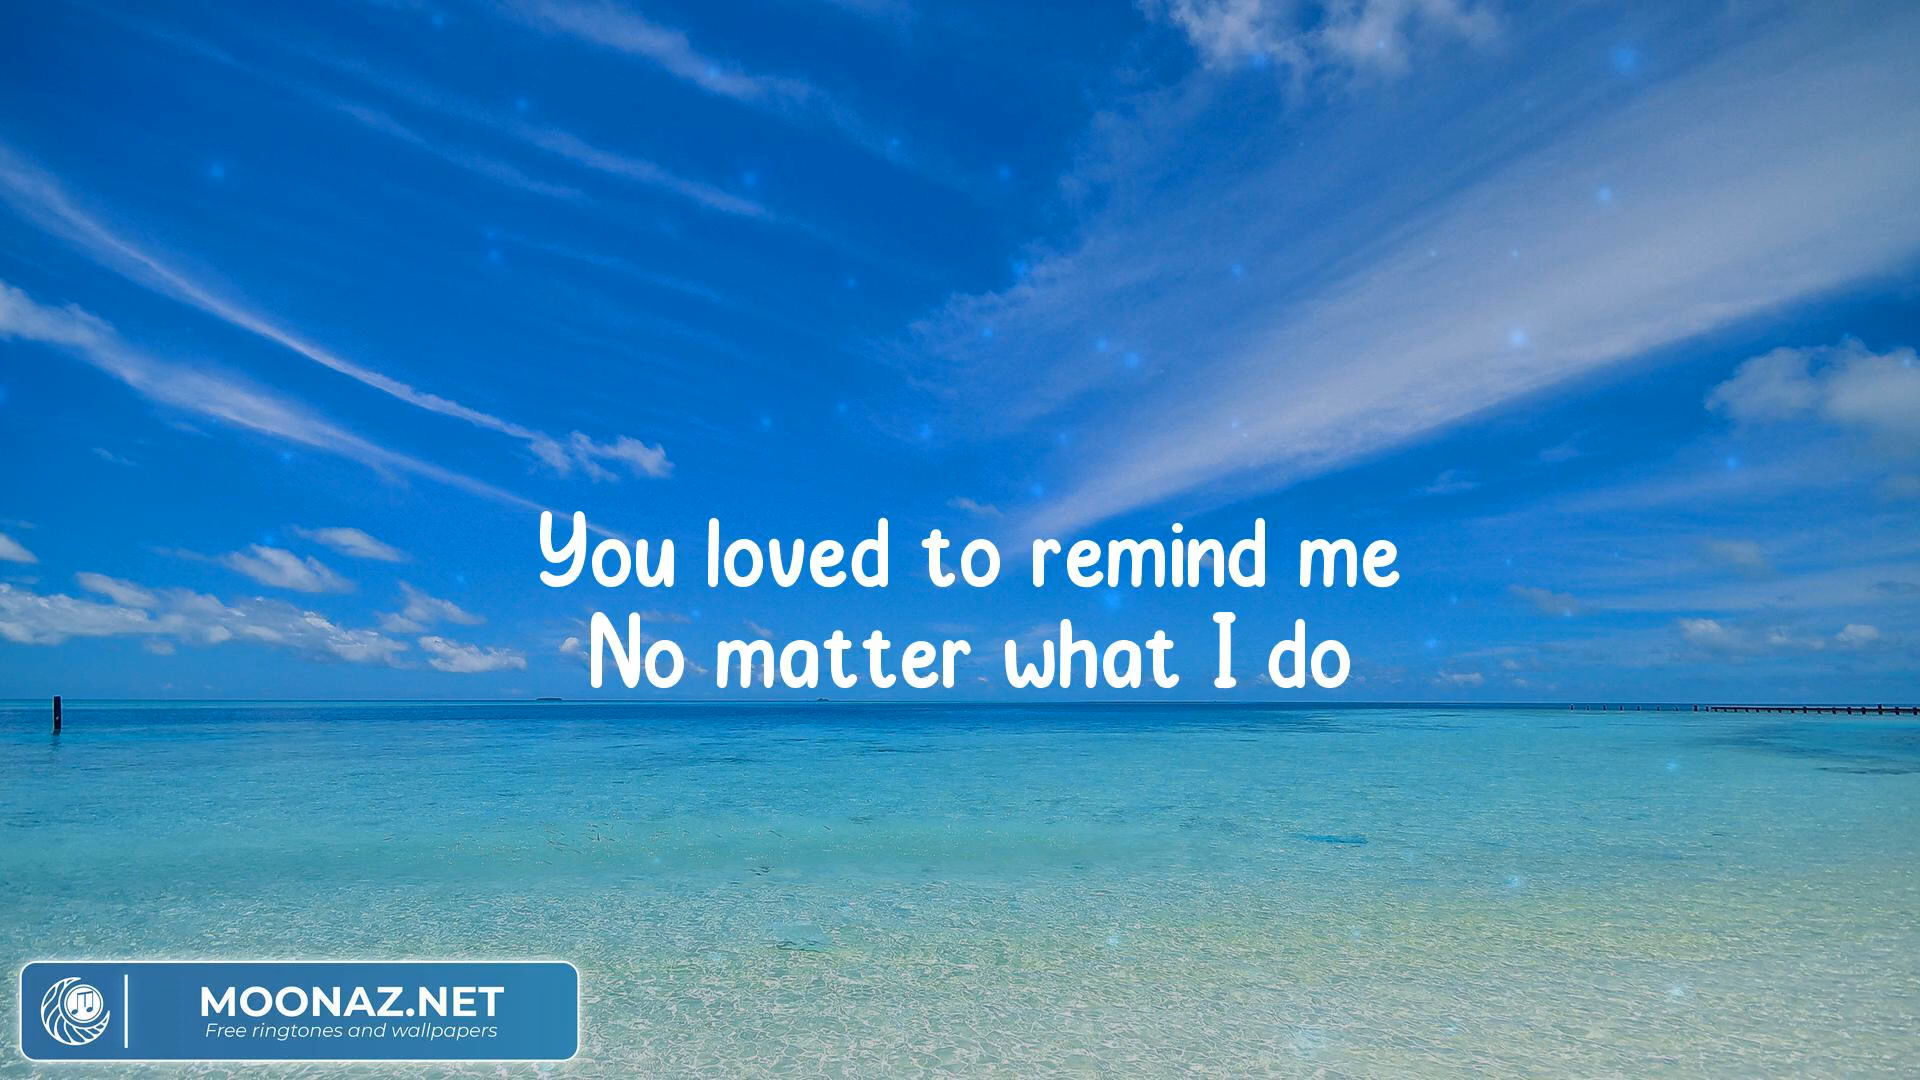 You loved to remind me
No matter what I do
MOONAZ.NET
Free ringtones and wallpapers